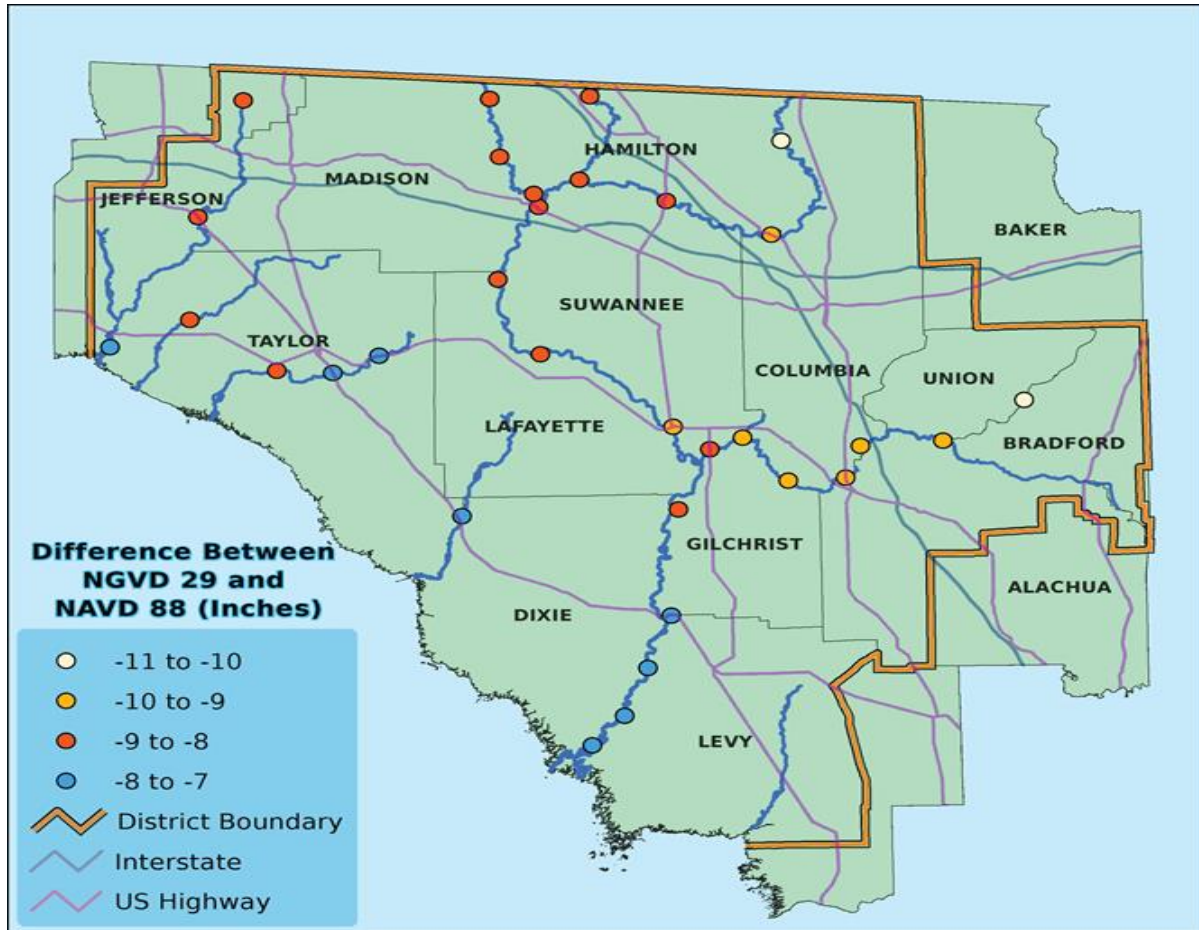 HAMILTON
MADISON
JEFFERSON
BAKER
SUWANNEE
TAYLOR
COLUMBIA
UNION
LAFAYETTE
BRADFORD
GILCHRIST
ALACHUA
DIXIE
LEVY
Difference Between
NGVD 29 and
NAVD 88 (Inches)
-11 to -10
-10 to -9
-9 to -8
-8 to -7
District Boundary
Interstate
US Highway